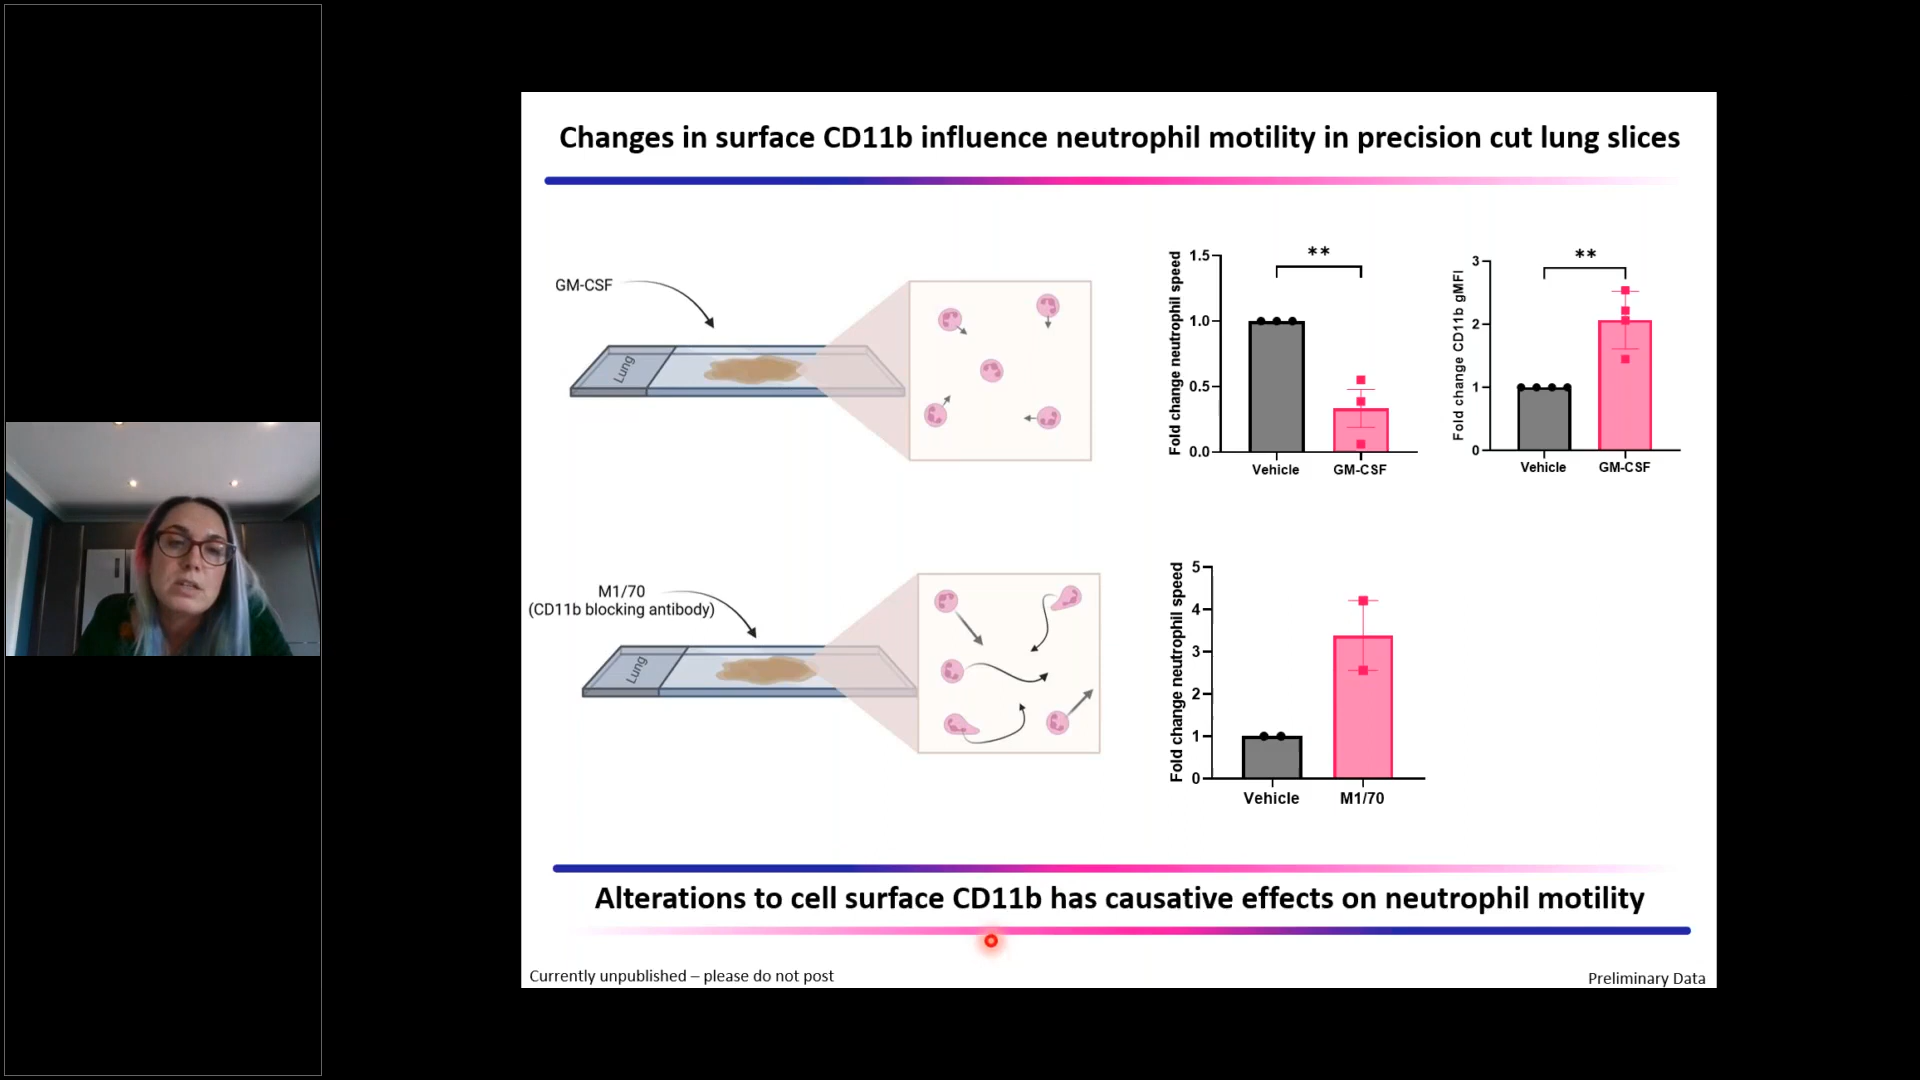 Changes in surface CD11b influence neutrophil motility in precision cut lung slices
GM-CSF
Lung
Fold change neutrophil speed
1.5
1.0
0.5
0.0
**
Vehicle
GM-CSF
Fold change CD11b gMFI
3
2
1
0
**
Vehicle
GM-CSF
M1/70
(CD11b blocking antibody)
Lung
Fold change neutrophil speed
5
4
3
2
1
0
Vehicle
M1/70
Alterations to cell surface CD11b has causative effects on neutrophil motility
Currently unpublished – please do not post
Preliminary Data